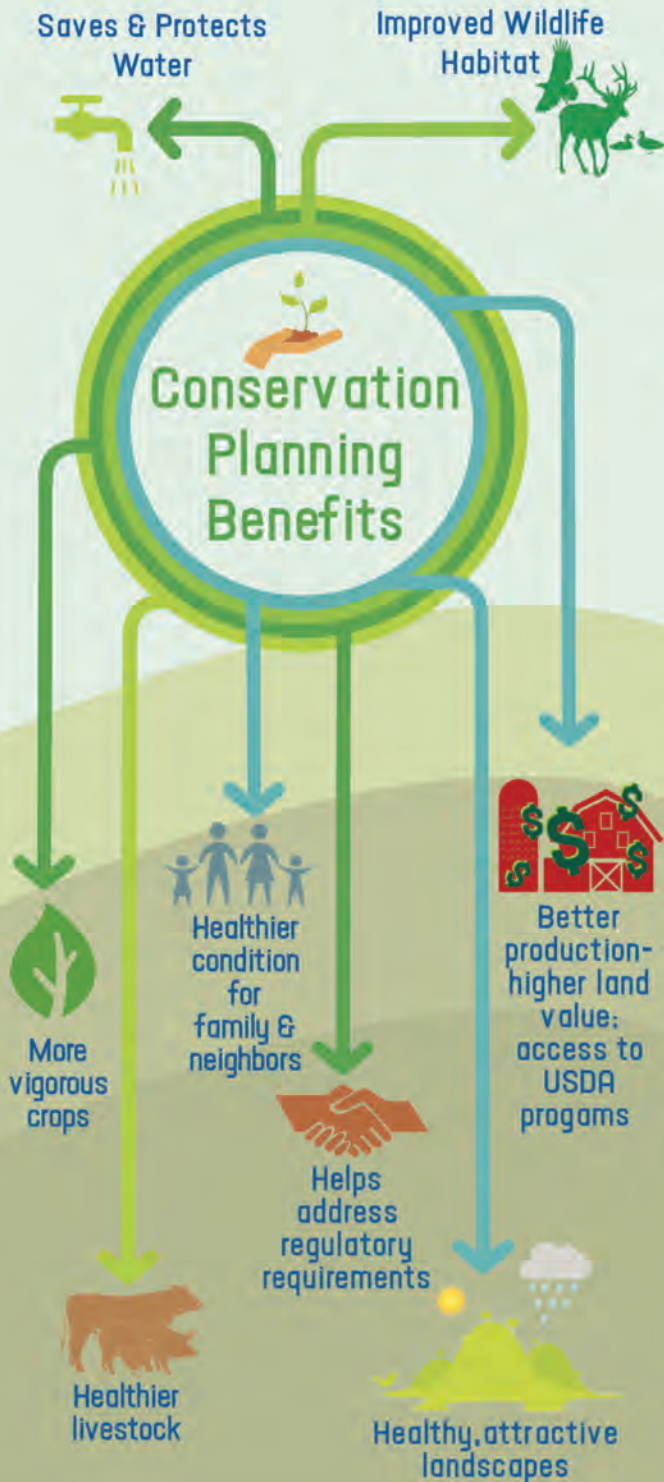 Saves & Protects
Water
Improved Wildlife
Habitat
Conservation
Planning
Benefits
More
vigorous
crops
Healthier
condition
for
family &
neighbors
Better
production-
higher land
value;
access to
USDA
progams
$
$
$
$
$
Helps
address
regulatory
requirements
Healthier
livestock
Healthy,attractive
landscapes